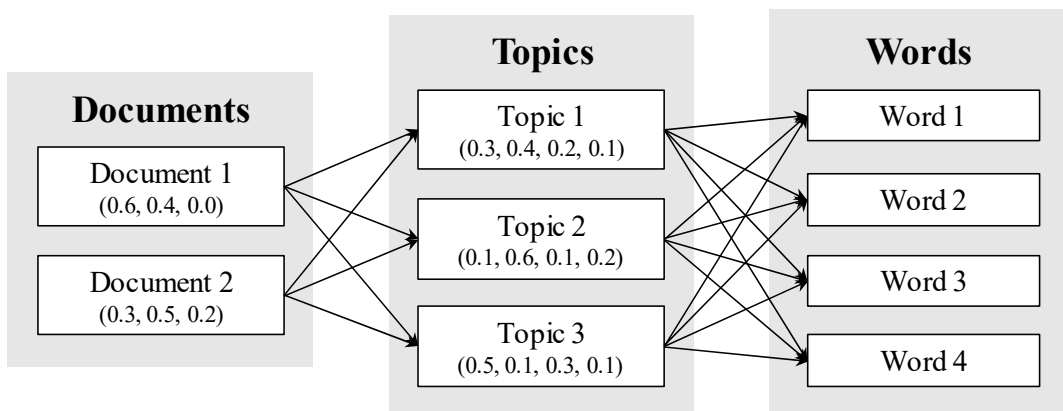 Documents
Document 1
(0.6, 0.4, 0.0)
Document 2
(0.3, 0.5, 0.2)
Topics
Topic 1
(0.3, 0.4, 0.2, 0.1)
Topic 2
(0.1, 0.6, 0.1, 0.2)
Topic 3
(0.5, 0.1, 0.3, 0.1)
Words
Word 1
Word 2
Word 3
Word 4